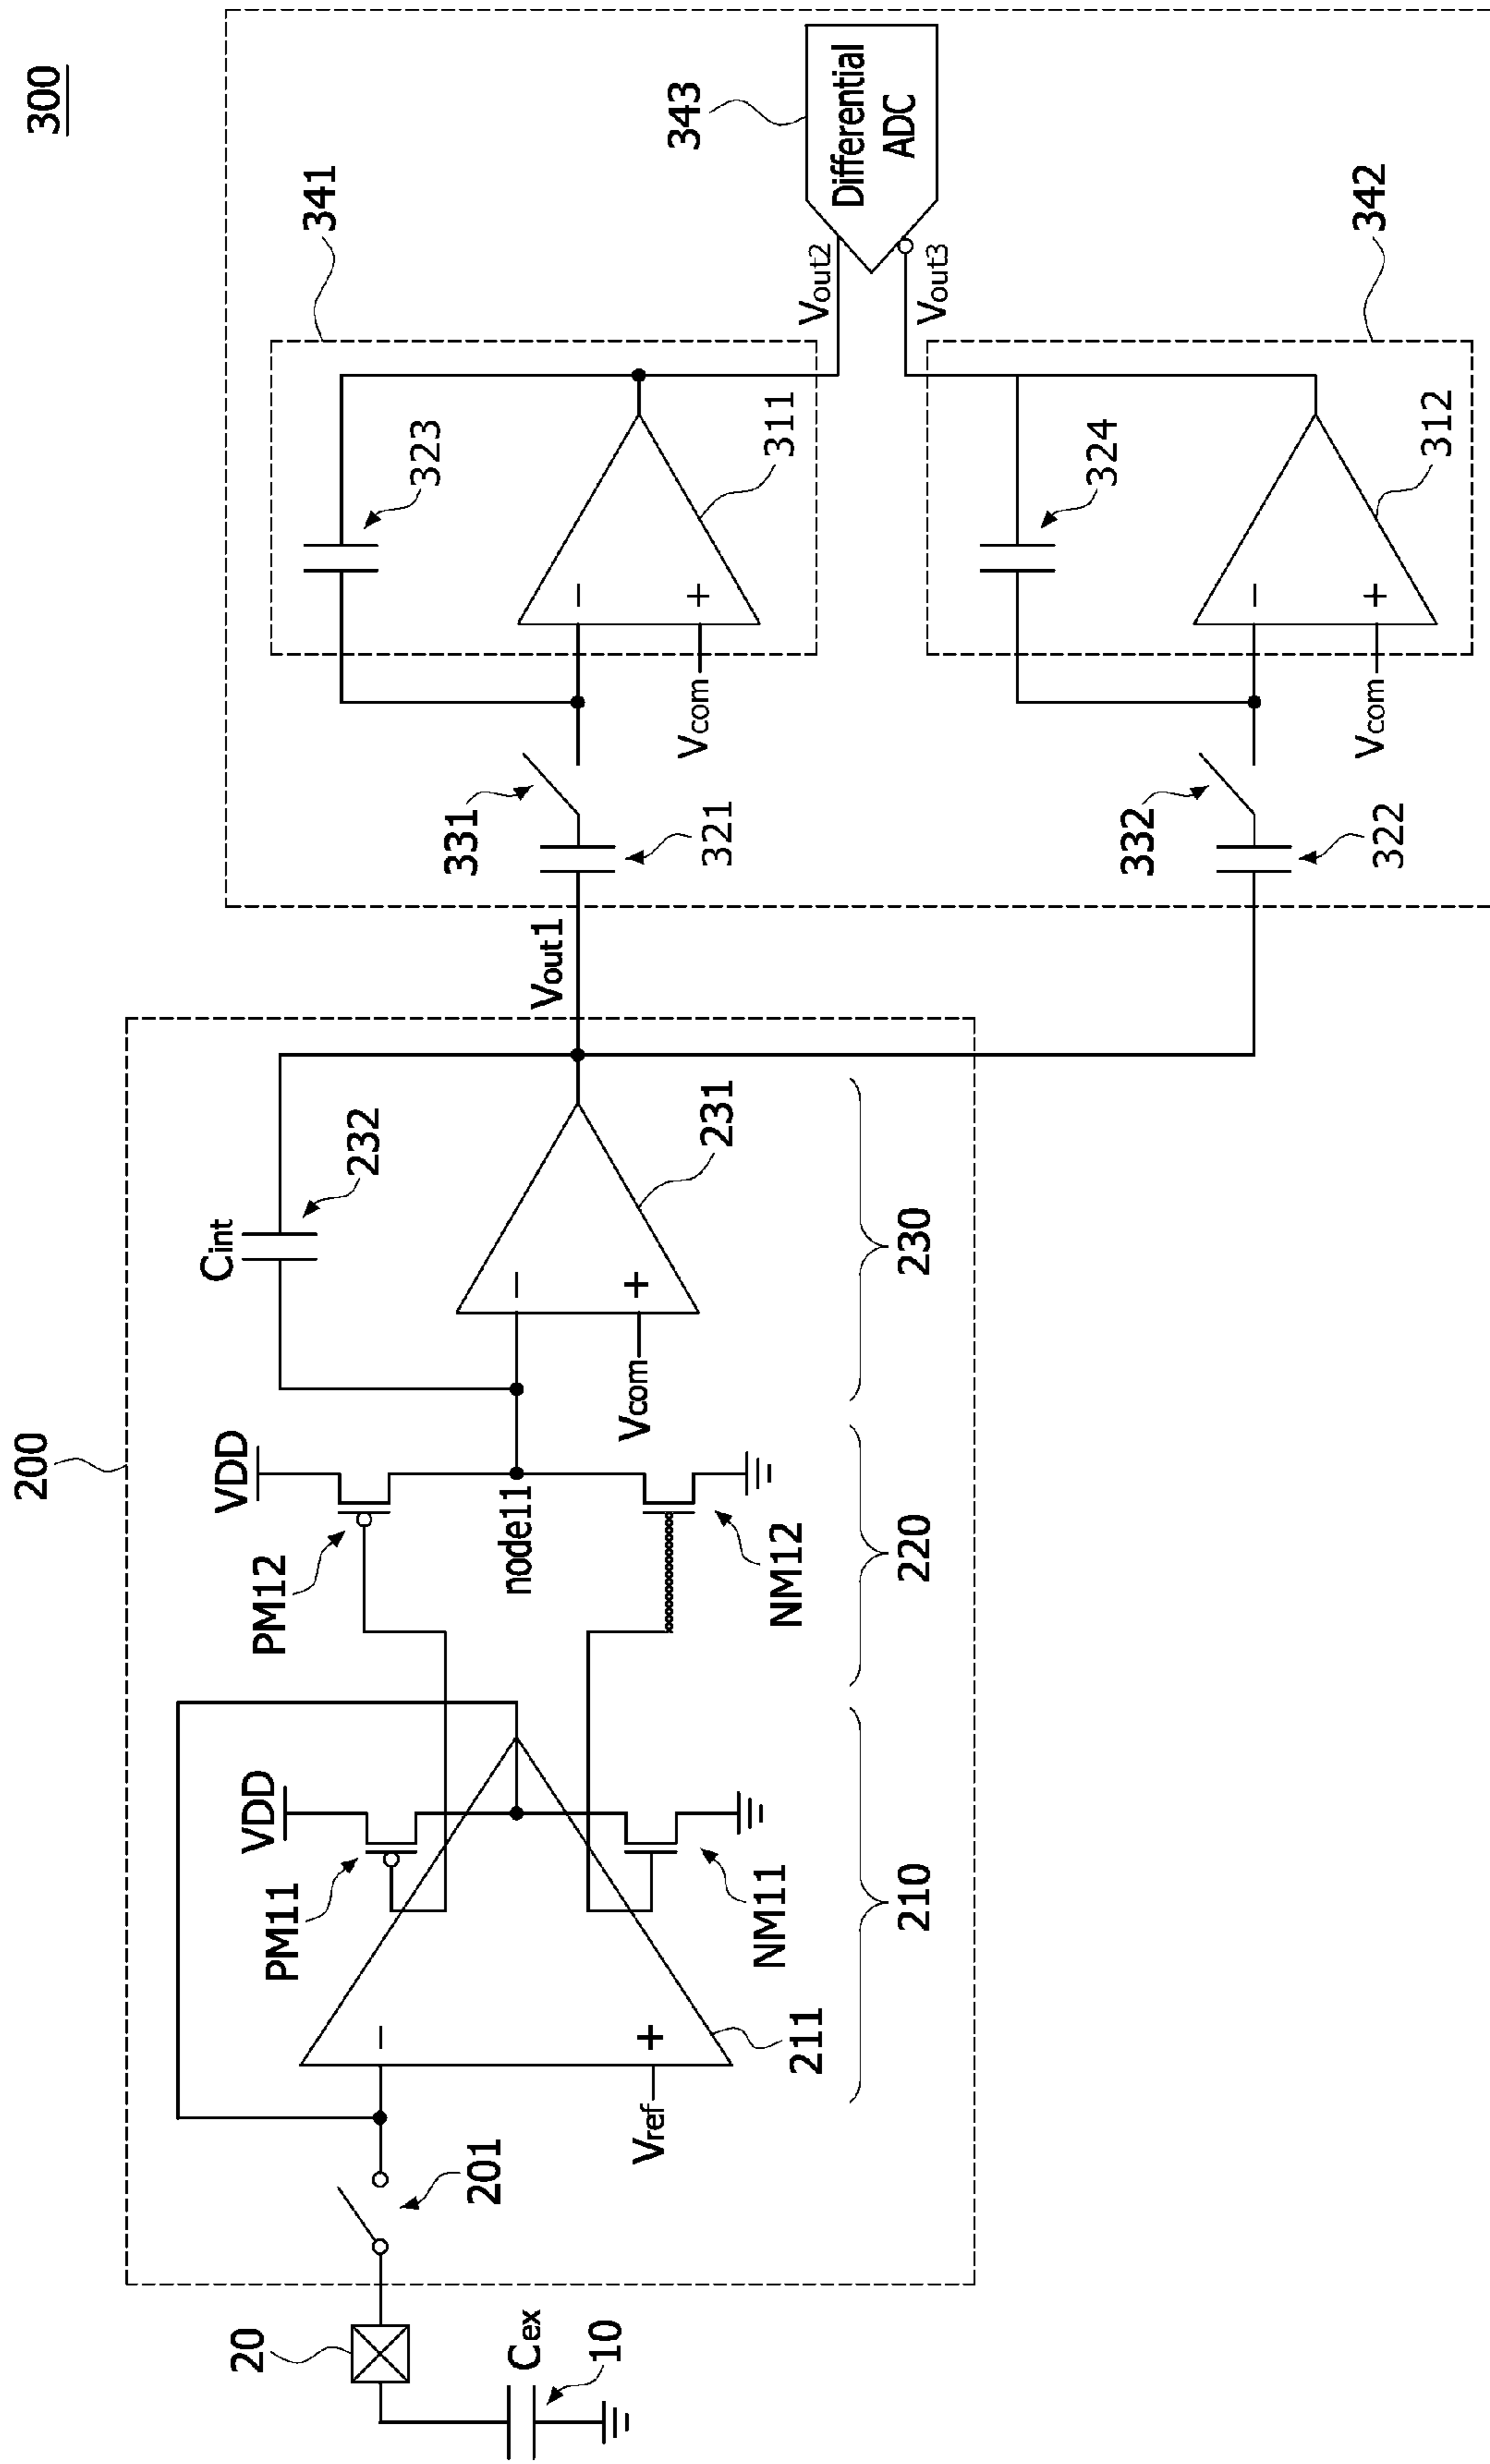 300
200
341
323
311
Vcom
331
321
Vout1
Vout2
343
Differential
ADC
Vout3
342
324
312
Vcom
332
322
Cint
232
231
Vcom
230
VDD
PM12
node11
NM12
220
VDD
PM11
NM11
210
211
Vref
201
20
Cex
10
− + − + − + − +